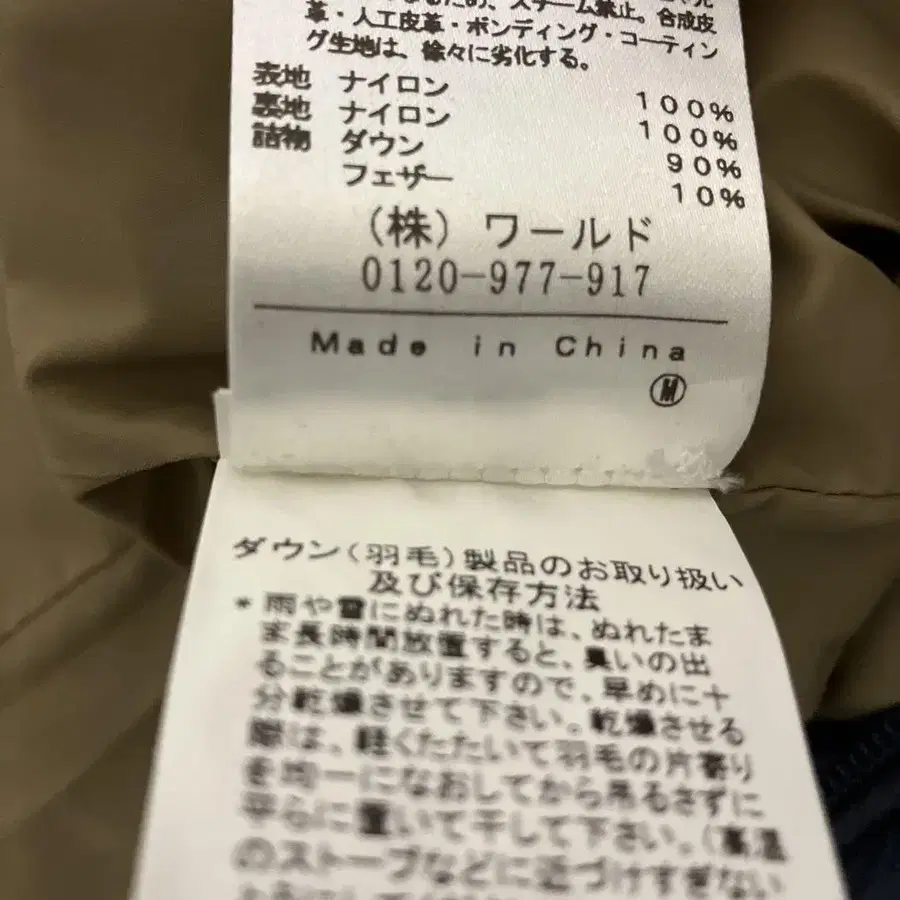 め、スチーム禁止。合成皮
革・人工皮革・ボンディング・コーティン
グ生地は、徐々に劣化する。
表地 ナイロン 100%
裏地 ナイロン 100%
詰物 ダウン 90%
フェザー 10%
(株) ワールド
0120-977-917
Made in China
Ⓜ
ダウン(羽毛)製品のお取り扱い
及び保存方法
* 雨や雪にぬれた時は、ぬれたま
ま長時間放置すると、臭いの出
ることがありますので、早めに十
分乾燥させて下さい。乾燥させる
際は、軽くたたいて羽毛の片寄り
を均一になおしてから吊るさずに
平らに置いて干して下さい。(高温
のストーブなどに近づけすぎない